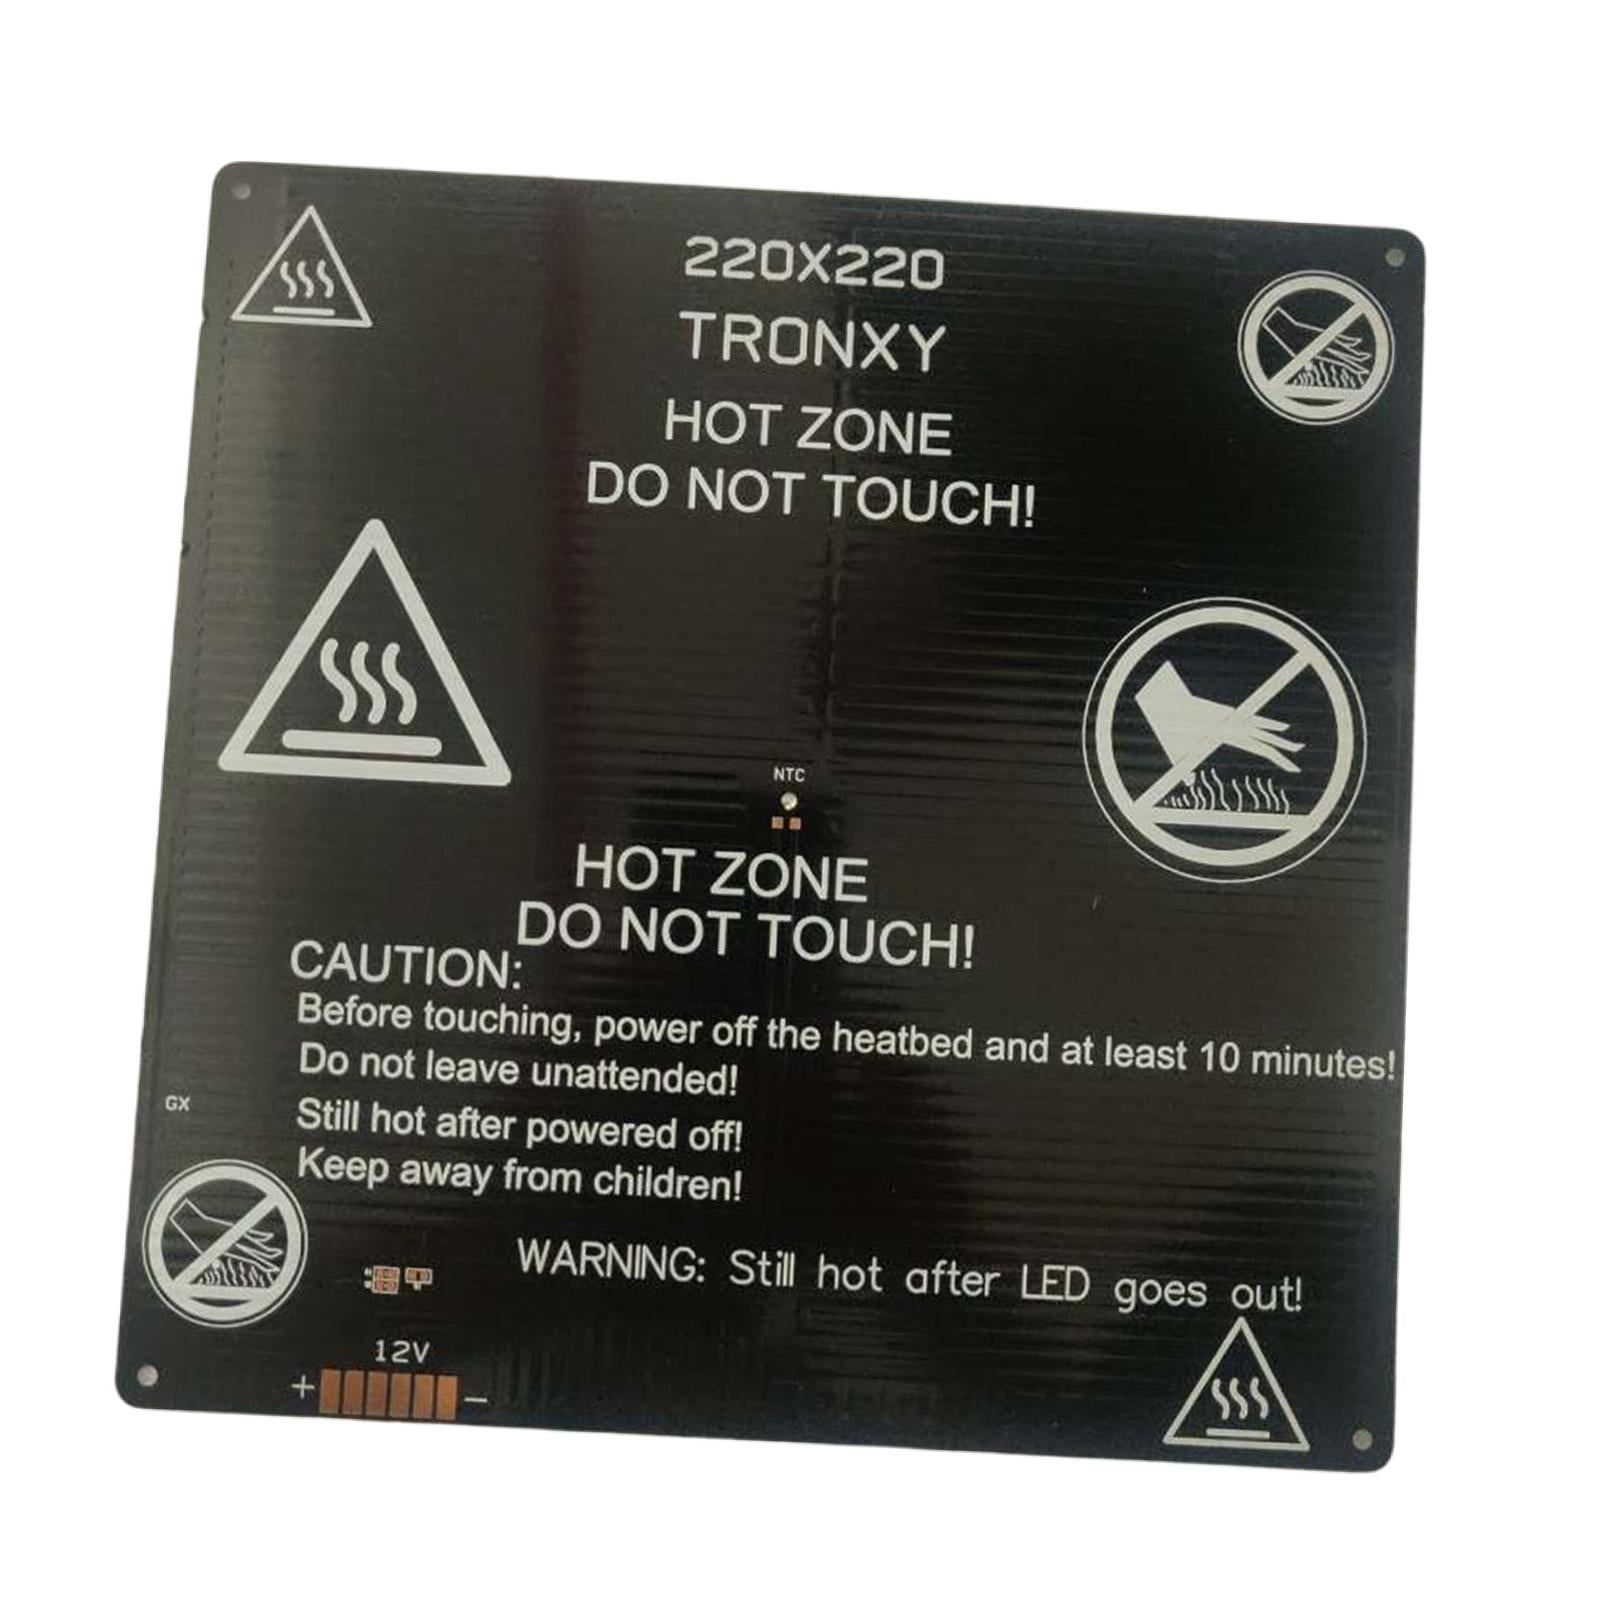 220X220
TRONXY
HOT ZONE
DO NOT TOUCH!
NTC
HOT ZONE
DO NOT TOUCH!
CAUTION:
Before touching, power off the heatbed and at least 10 minutes!
Do not leave unattended!
Still hot after powered off!
Keep away from children!
GX
WARNING: Still hot after LED goes out!
12V
+ −